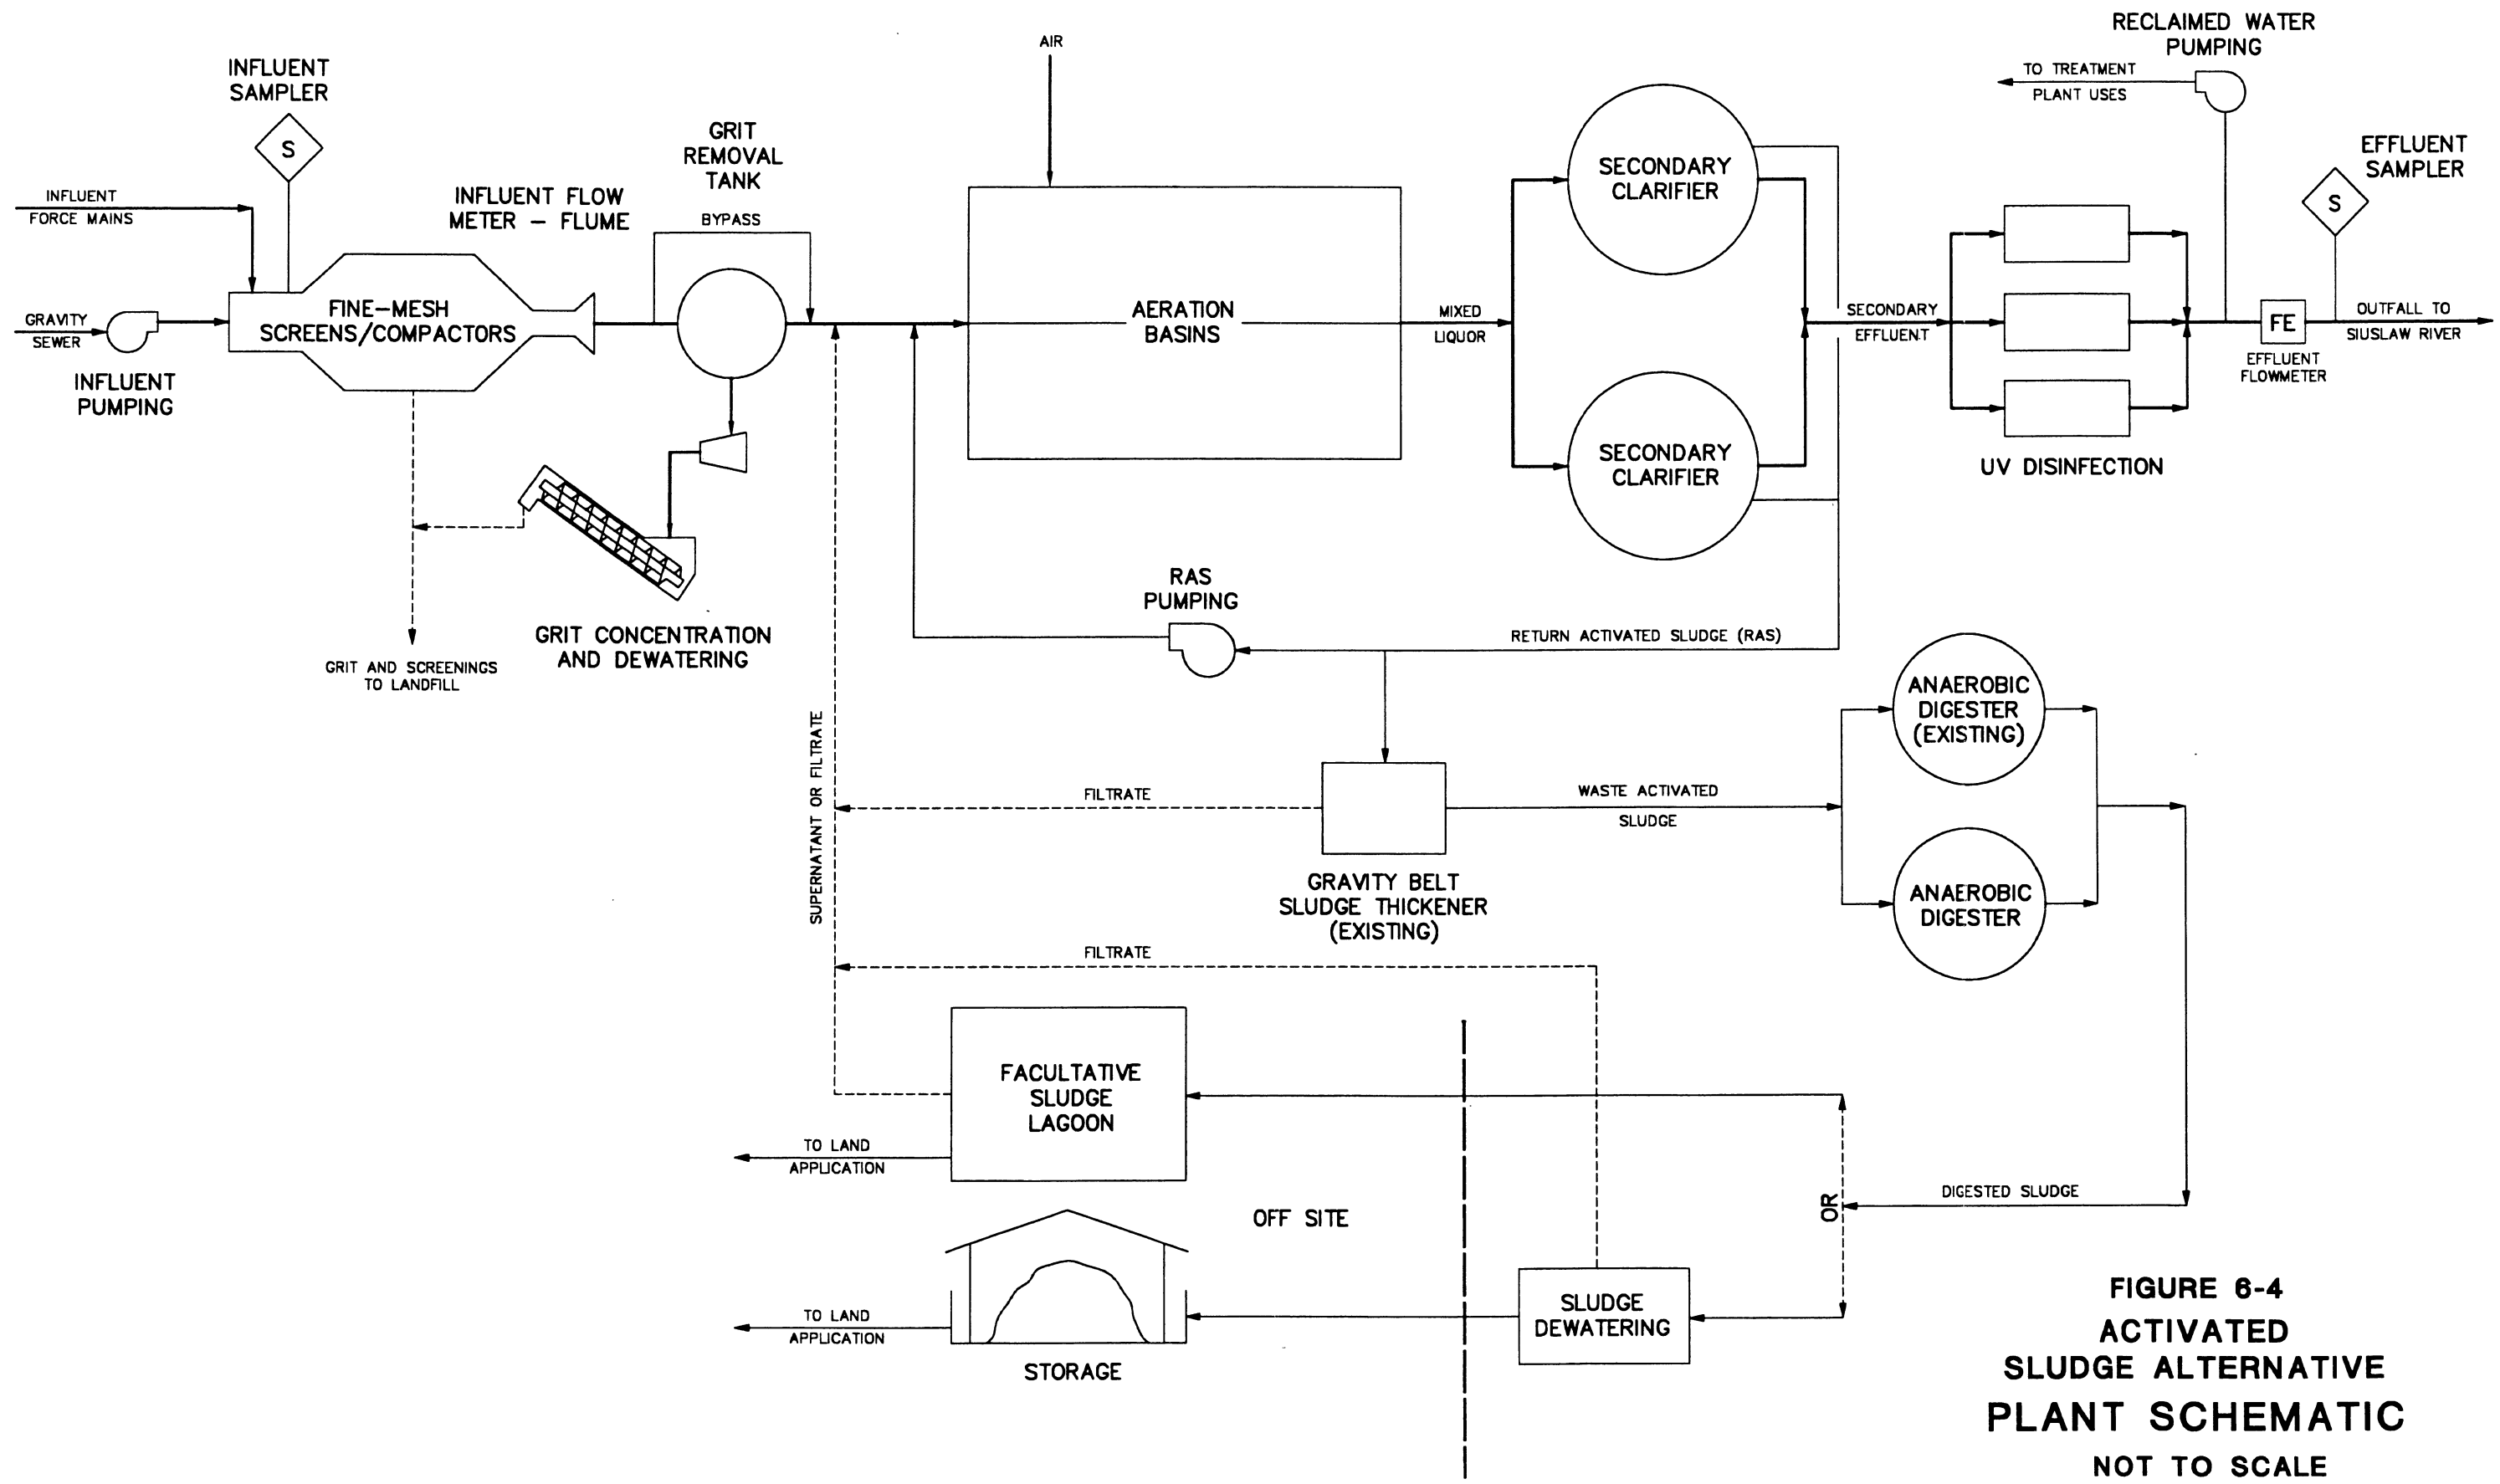 RECLAIMED WATER
PUMPING
TO TREATMENT
PLANT USES
AIR
INFLUENT
SAMPLER
S
GRIT
REMOVAL
TANK
EFFLUENT
SAMPLER
S
INFLUENT
FORCE MAINS
INFLUENT FLOW
METER – FLUME
BYPASS
SECONDARY
CLARIFIER
GRAVITY
SEWER
INFLUENT
PUMPING
FINE–MESH
SCREENS/COMPACTORS
AERATION
BASINS
MIXED
LIQUOR
SECONDARY
EFFLUENT
FE
EFFLUENT
FLOWMETER
OUTFALL TO
SIUSLAW RIVER
SECONDARY
CLARIFIER
UV DISINFECTION
GRIT CONCENTRATION
AND DEWATERING
GRIT AND SCREENINGS
TO LANDFILL
RAS
PUMPING
RETURN ACTIVATED SLUDGE (RAS)
ANAEROBIC
DIGESTER
(EXISTING)
SUPERNATANT OR FILTRATE
FILTRATE
WASTE ACTIVATED
SLUDGE
GRAVITY BELT
SLUDGE THICKENER
(EXISTING)
ANAEROBIC
DIGESTER
FILTRATE
FACULTATIVE
SLUDGE
LAGOON
TO LAND
APPLICATION
OFF SITE
OR
DIGESTED SLUDGE
SLUDGE
DEWATERING
TO LAND
APPLICATION
STORAGE
FIGURE 6-4
ACTIVATED
SLUDGE ALTERNATIVE
PLANT SCHEMATIC
NOT TO SCALE